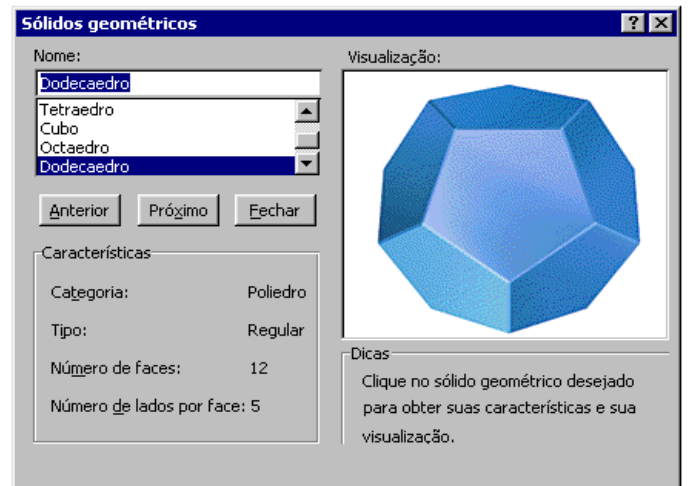 Sólidos geométricos
Nome:
Dodecaedro
Tetraedro
Cubo
Octaedro
Dodecaedro
Anterior Próximo Fechar
Características
Categoria: Poliedro
Tipo: Regular
Número de faces: 12
Número de lados por face: 5
Visualização:
Dicas
Clique no sólido geométrico desejado
para obter suas características e sua
visualização.